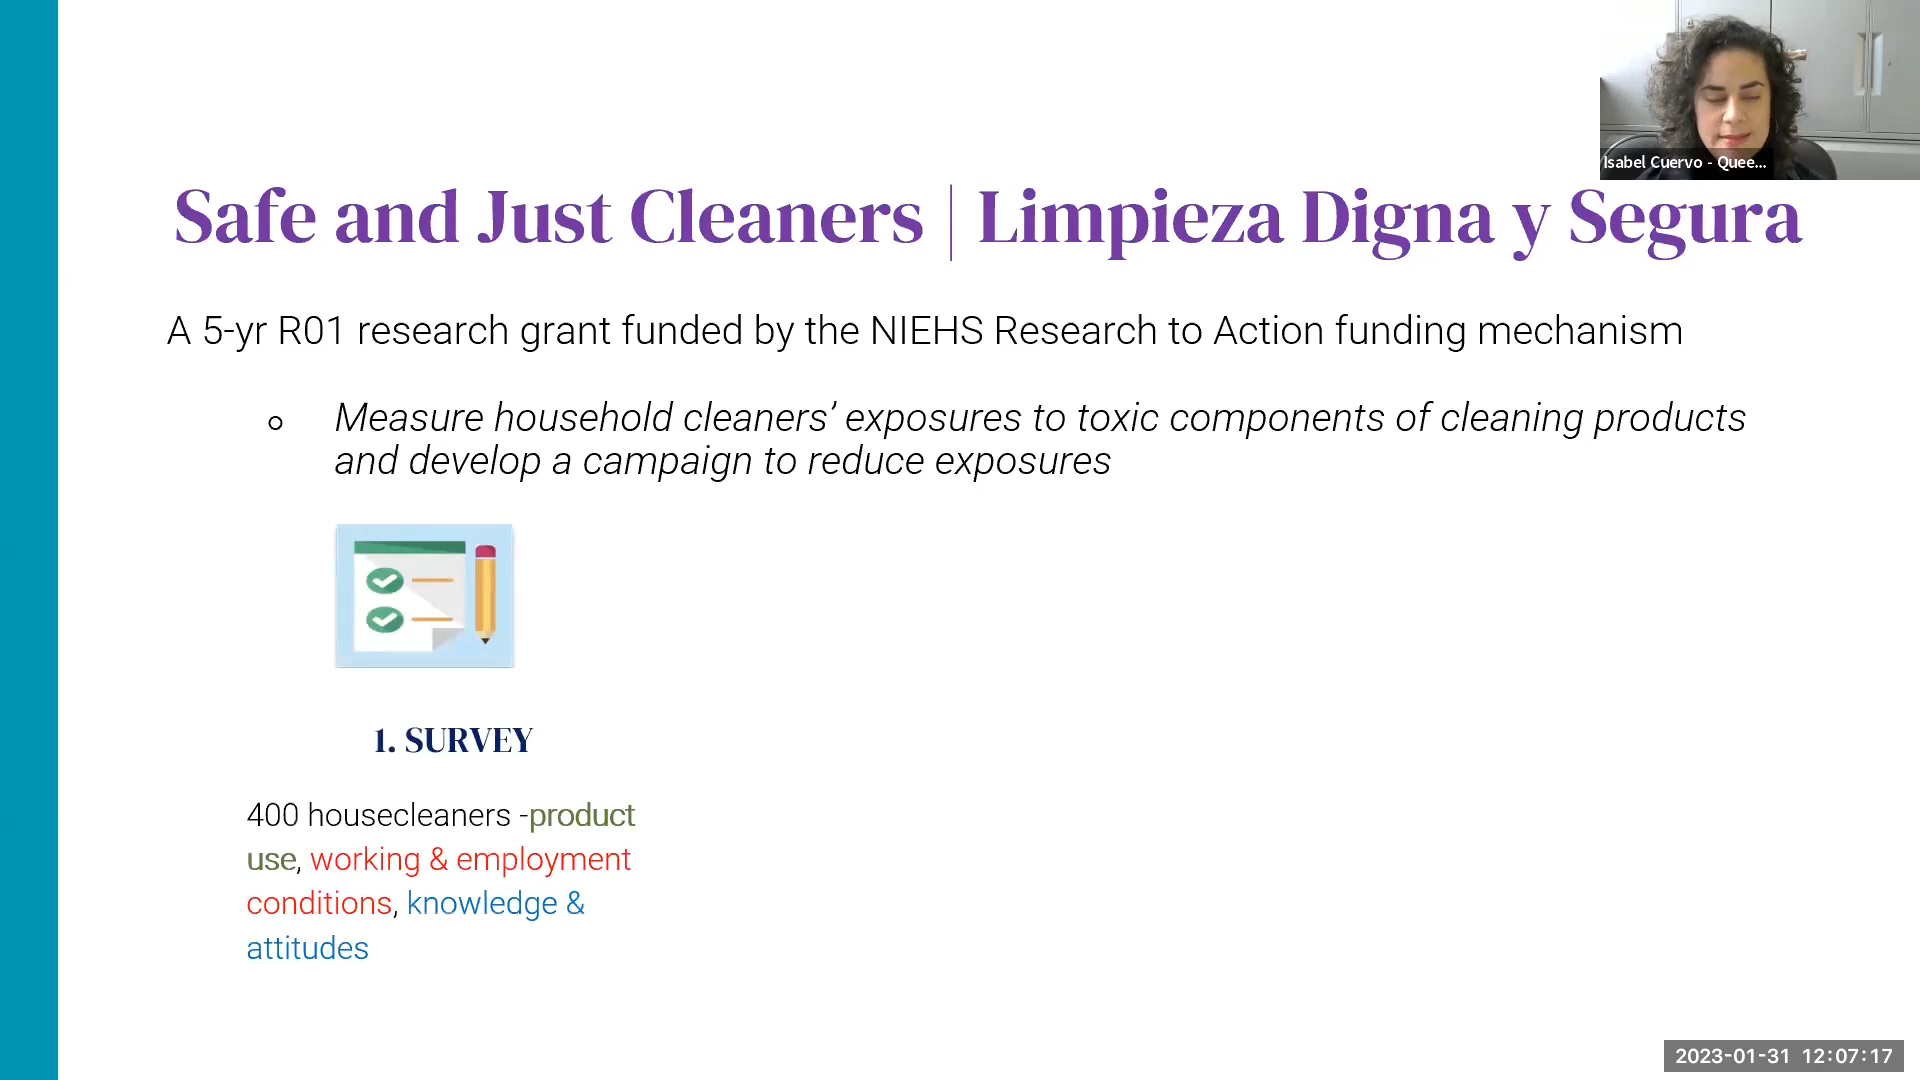 Isabel Cuervo - Quee...
Safe and Just Cleaners | Limpieza Digna y Segura
A 5-yr R01 research grant funded by the NIEHS Research to Action funding mechanism
Measure household cleaners’ exposures to toxic components of cleaning products
and develop a campaign to reduce exposures
1. SURVEY
400 housecleaners -product
use, working & employment
conditions, knowledge &
attitudes
2023-01-31 12:07:17